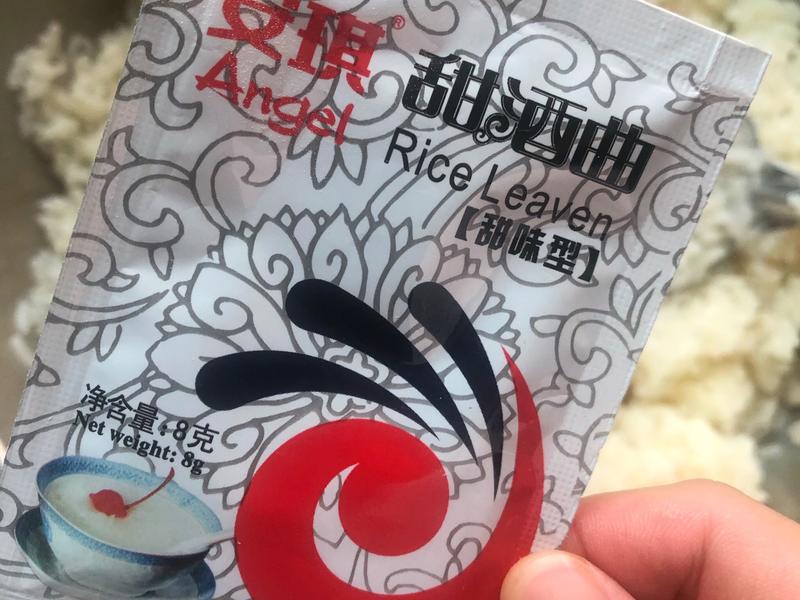 安琪®
Angel
甜酒曲
Rice Leaven
【甜味型】
净含量：8克
Net weight: 8g